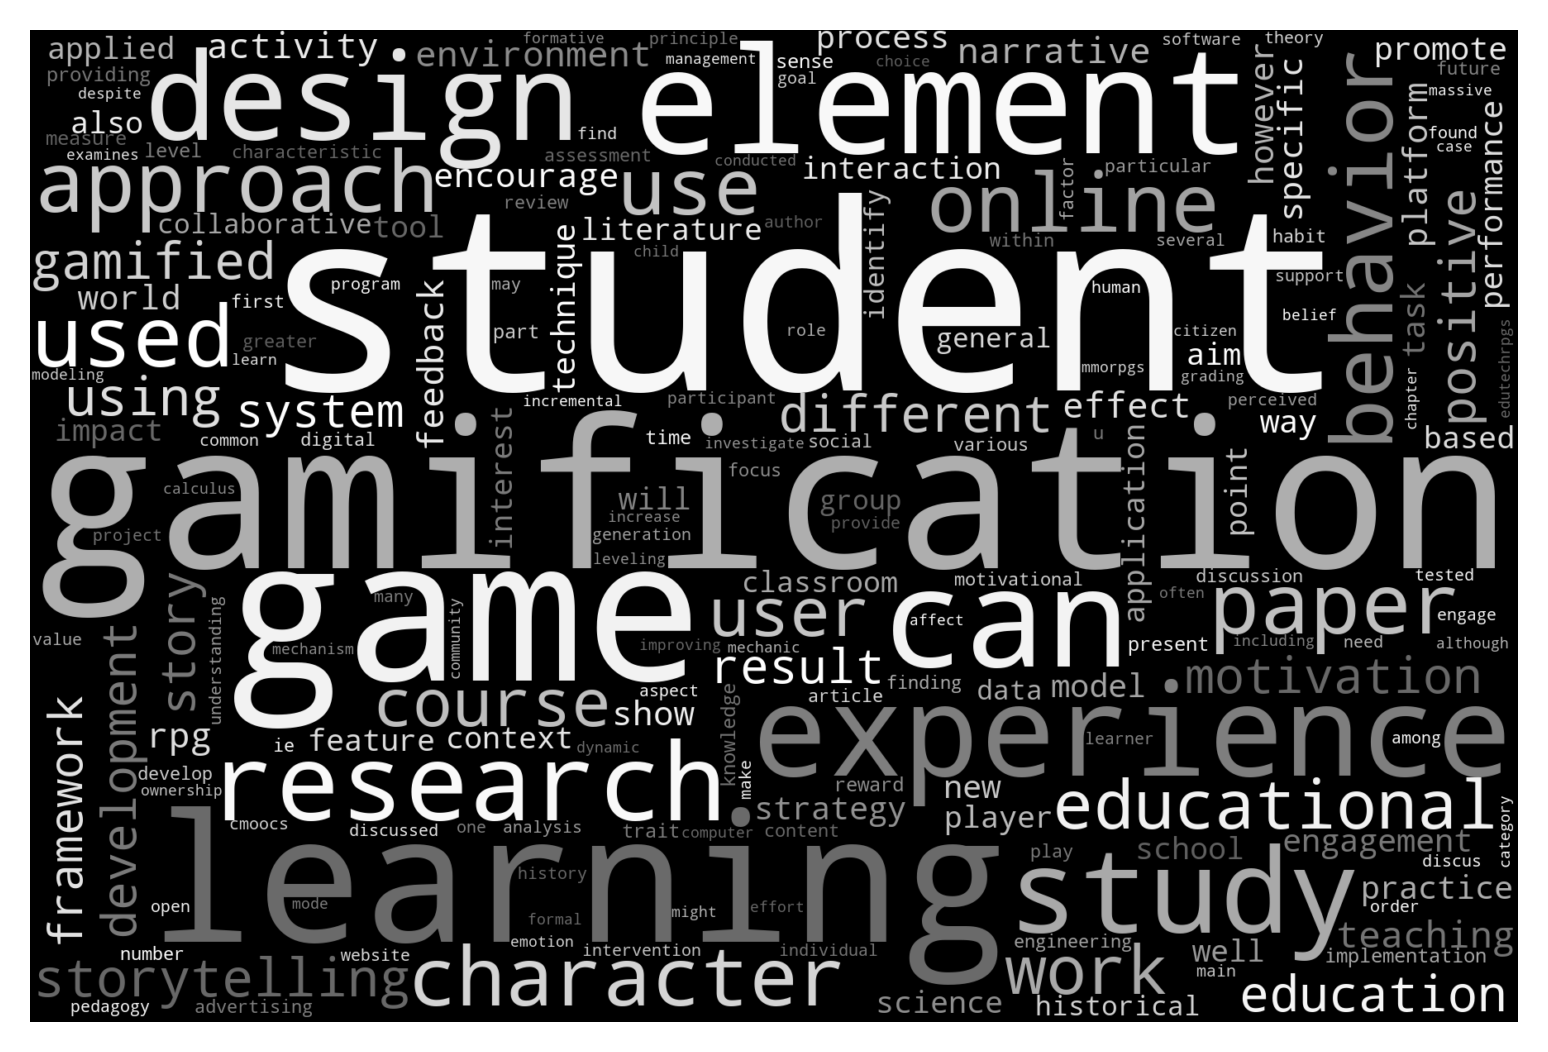 applied activity environment formative principle process narrative software theory promote
providing despite design management sense goal choice element however specific behavior future massive
also measure examines level characteristic find assessment conducted interaction particular found case
approach encourage use review author online factor platform performance
collaborative tool literature technique child identify within several habit positive
gamified world first program may student human support belief
used greater learn part role general citizen aim task
modeling using system feedback incremental participant different mmorpgs grading effect perceived way chapter edutechrpgs
impact common digital interest time investigate social various u based
gamification calculus focus application point
project will increase generation group provide
leveling classroom motivational discussion often tested
story many game community user can affect paper engage
value understanding mechanism improving mechanic present including need although
development result finding data model motivation
framework course show aspect article knowledge experience
rpg ie feature context dynamic learner among
develop ownership research make reward new educational
cmoocs discussed one analysis trait computer strategy content player category
learning history play school engagement discus
open mode formal might effort study practice order
number website emotion intervention individual engineering well main teaching implementation
storytelling character work science historical education
pedagogy advertising